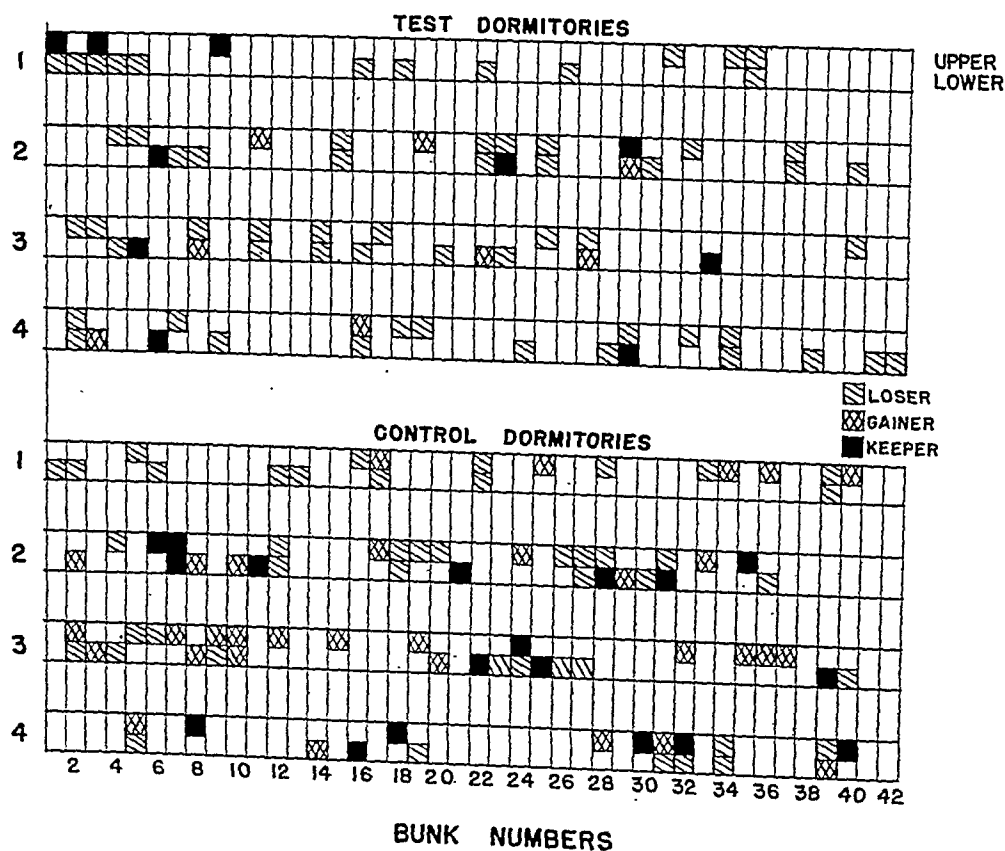 TEST DORMITORIES
1
UPPER
LOWER
2
3
4
LOSER
GAINER
KEEPER
CONTROL DORMITORIES
1
2
3
4
2 4 6 8 10 12 14 16 18 20. 22 24 26 28 30 32 34 36 38 40 42
BUNK NUMBERS